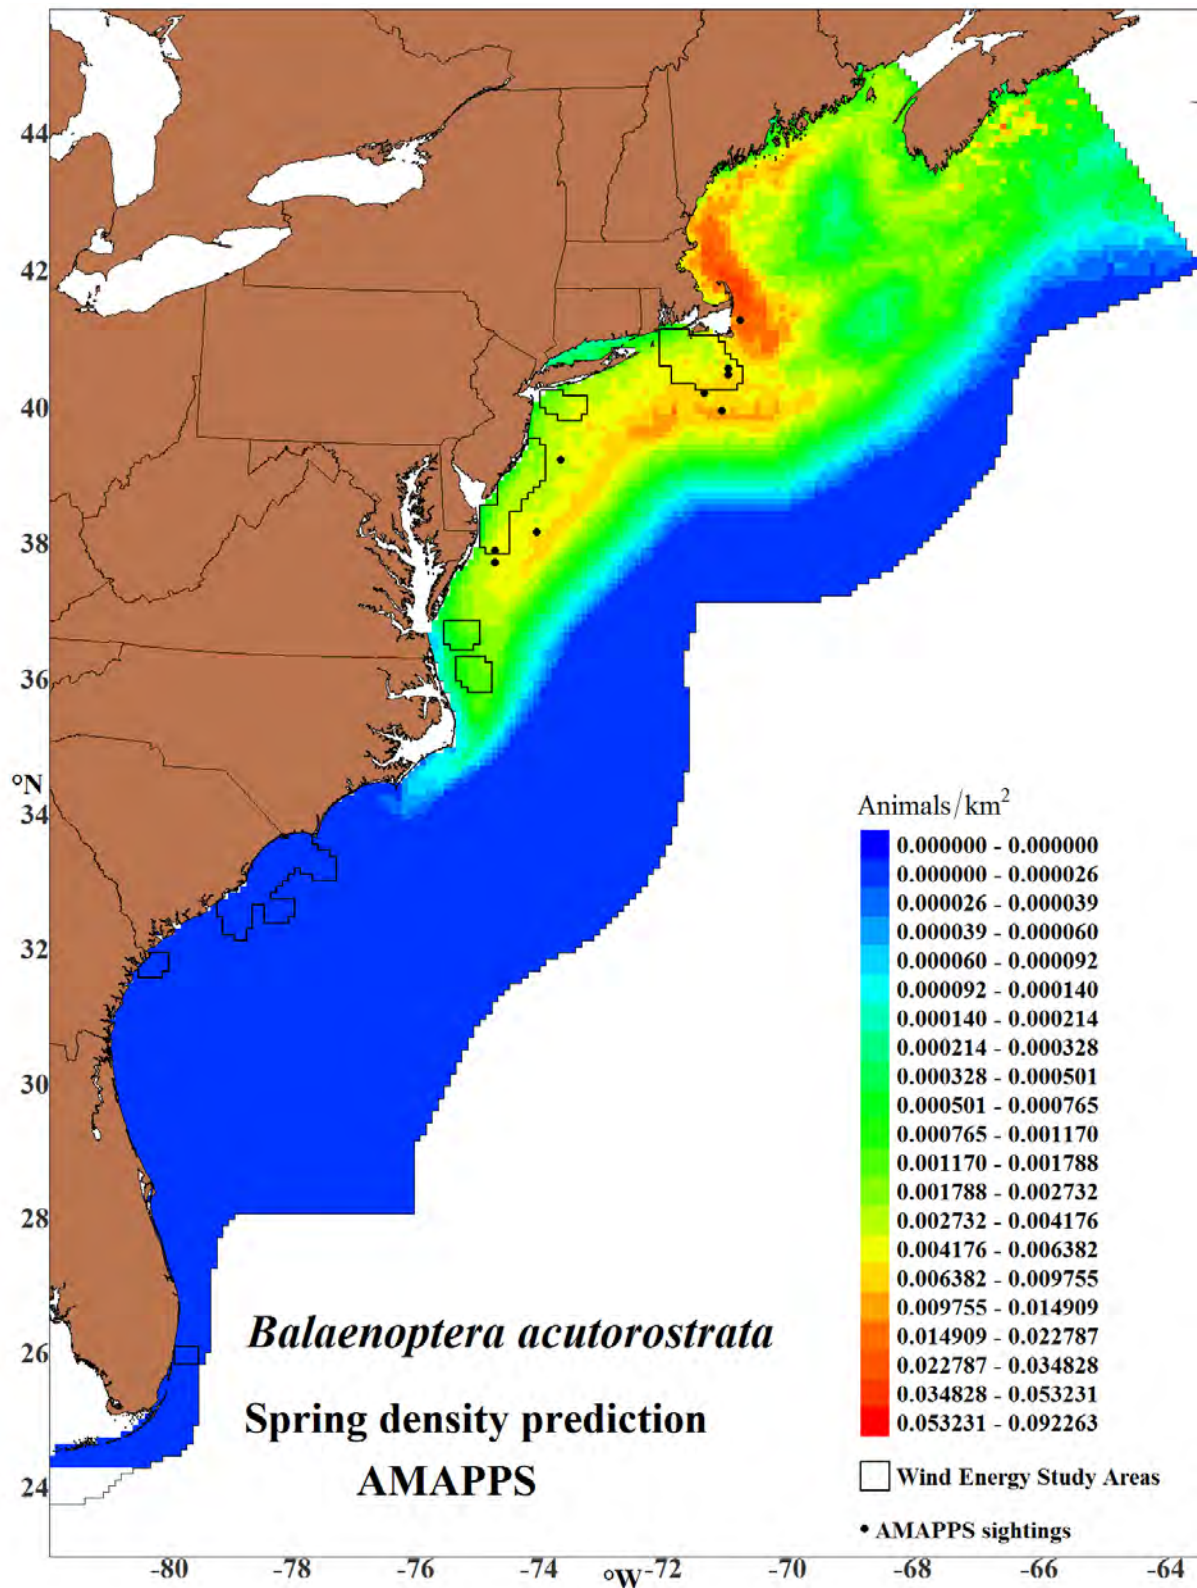 44
42
40
38
36
°N
34
32
30
28
26
24
Animals/km²
0.000000 - 0.000000
0.000000 - 0.000026
0.000026 - 0.000039
0.000039 - 0.000060
0.000060 - 0.000092
0.000092 - 0.000140
0.000140 - 0.000214
0.000214 - 0.000328
0.000328 - 0.000501
0.000501 - 0.000765
0.000765 - 0.001170
0.001170 - 0.001788
0.001788 - 0.002732
0.002732 - 0.004176
0.004176 - 0.006382
0.006382 - 0.009755
0.009755 - 0.014909
0.014909 - 0.022787
0.022787 - 0.034828
0.034828 - 0.053231
0.053231 - 0.092263
Wind Energy Study Areas
AMAPPS sightings
Balaenoptera acutorostrata
Spring density prediction
AMAPPS
-80 -78 -76 -74 -72 -70 -68 -66 -64
°W